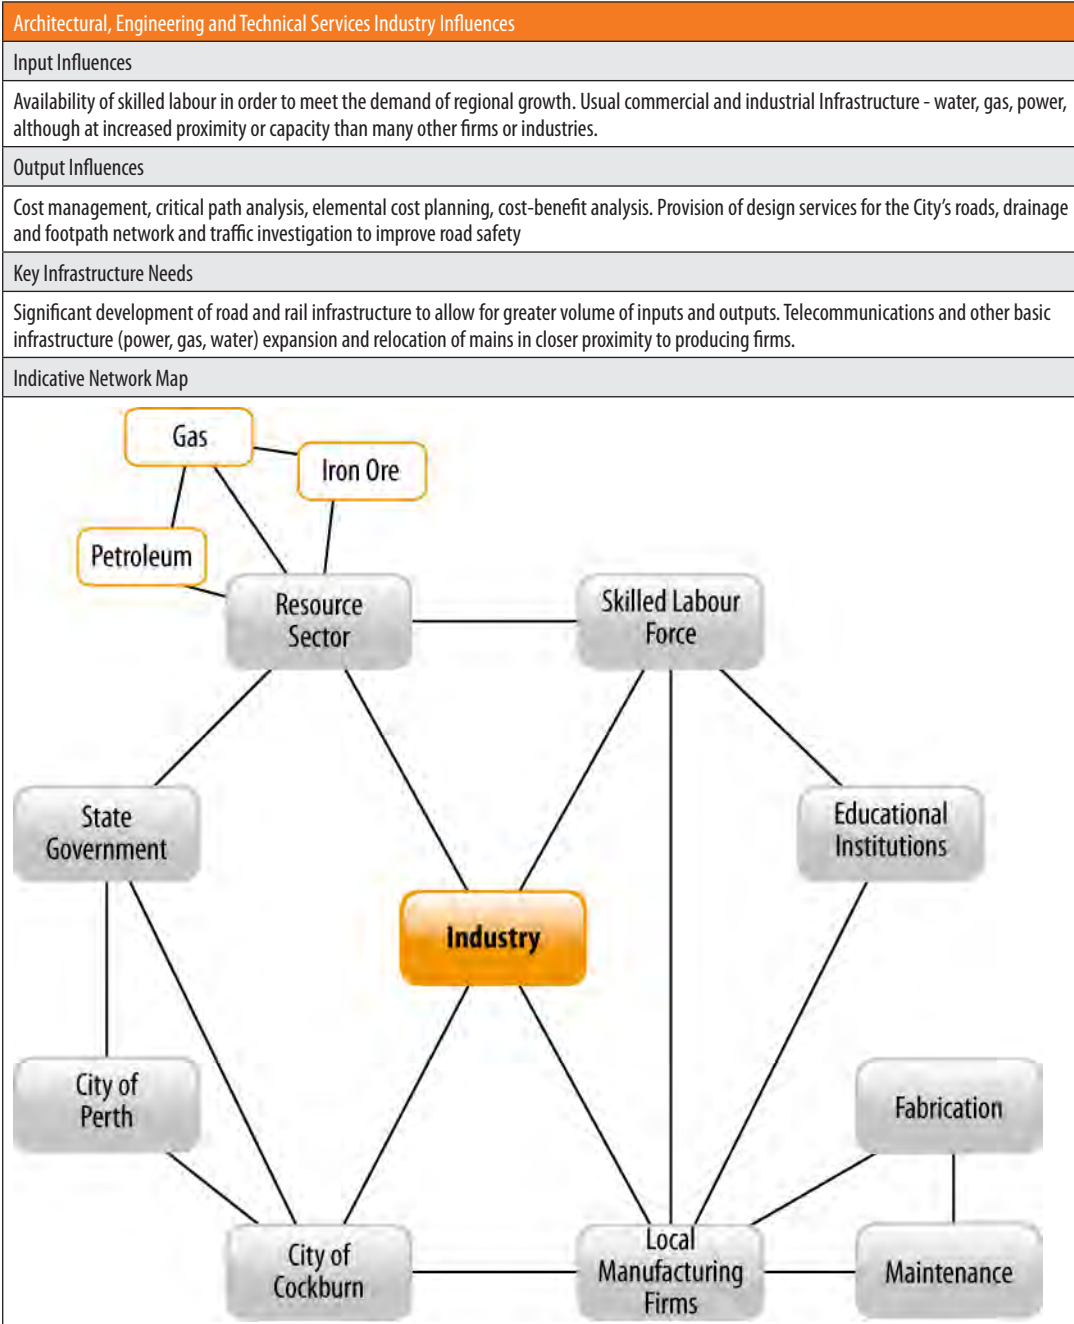 Architectural, Engineering and Technical Services Industry Influences
Input Influences
Availability of skilled labour in order to meet the demand of regional growth. Usual commercial and industrial Infrastructure - water, gas, power,
although at increased proximity or capacity than many other firms or industries.
Output Influences
Cost management, critical path analysis, elemental cost planning, cost-benefit analysis. Provision of design services for the City's roads, drainage
and footpath network and traffic investigation to improve road safety
Key Infrastructure Needs
Significant development of road and rail infrastructure to allow for greater volume of inputs and outputs. Telecommunications and other basic
infrastructure (power, gas, water) expansion and relocation of mains in closer proximity to producing firms.
Indicative Network Map
Gas
Iron Ore
Petroleum
Resource
Sector
Skilled Labour
Force
State
Government
Educational
Institutions
Industry
City of
Perth
Fabrication
City of
Cockburn
Local
Manufacturing
Firms
Maintenance